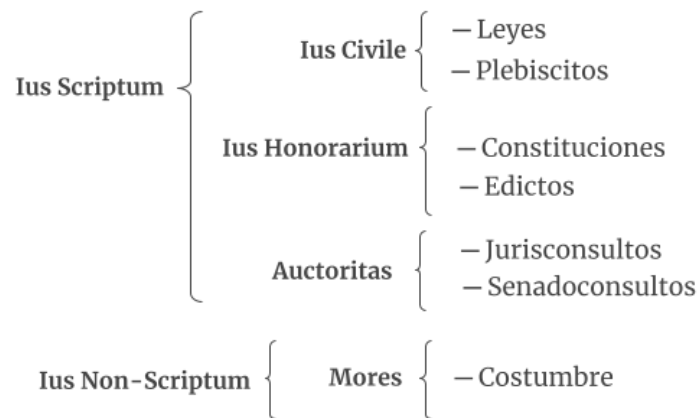 Ius Scriptum
Ius Civile
— Leyes
— Plebiscitos
Ius Honorarium
— Constituciones
— Edictos
Auctoritas
— Jurisconsultos
— Senadoconsultos
Ius Non-Scriptum
Mores
— Costumbre